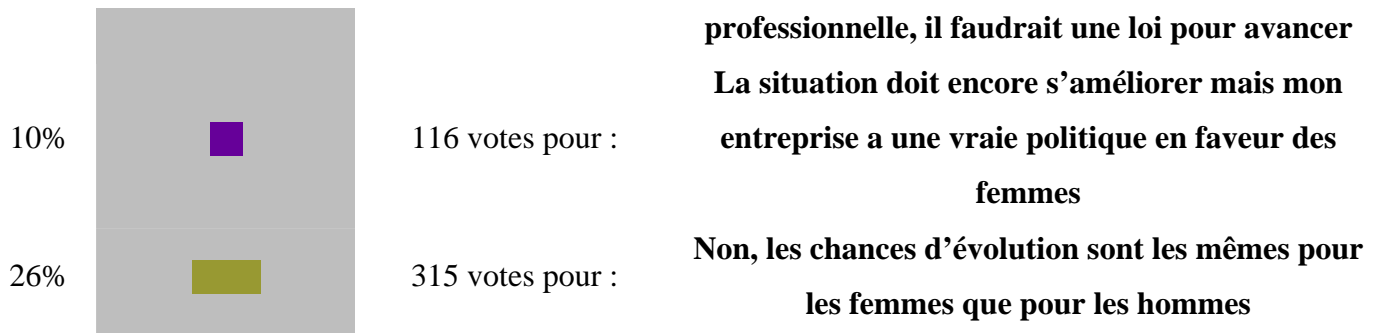 professionnelle, il faudrait une loi pour avancer
La situation doit encore s’améliorer mais mon
10% 116 votes pour : entreprise a une vraie politique en faveur des
femmes
Non, les chances d’évolution sont les mêmes pour
26% 315 votes pour :
les femmes que pour les hommes